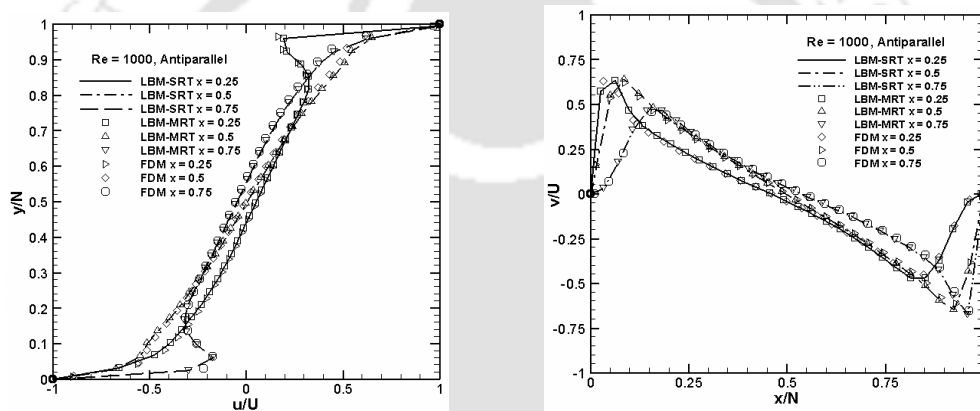 Re = 1000, Antiparallel
LBM-SRT x = 0.25
LBM-SRT x = 0.5
LBM-SRT x = 0.75
LBM-MRT x = 0.25
LBM-MRT x = 0.5
LBM-MRT x = 0.75
FDM x = 0.25
FDM x = 0.5
FDM x = 0.75
y/N
1
0.9
0.8
0.7
0.6
0.5
0.4
0.3
0.2
0.1
0
-1
-0.5
0
0.5
1
u/U
Re = 1000, Antiparallel
LBM-SRT x = 0.25
LBM-SRT x = 0.5
LBM-SRT x = 0.75
LBM-MRT x = 0.25
LBM-MRT x = 0.5
LBM-MRT x = 0.75
FDM x = 0.25
FDM x = 0.5
FDM x = 0.75
v/U
1
0.75
0.5
0.25
0
-0.25
-0.5
-0.75
-1
0
0.25
0.5
0.75
x/N